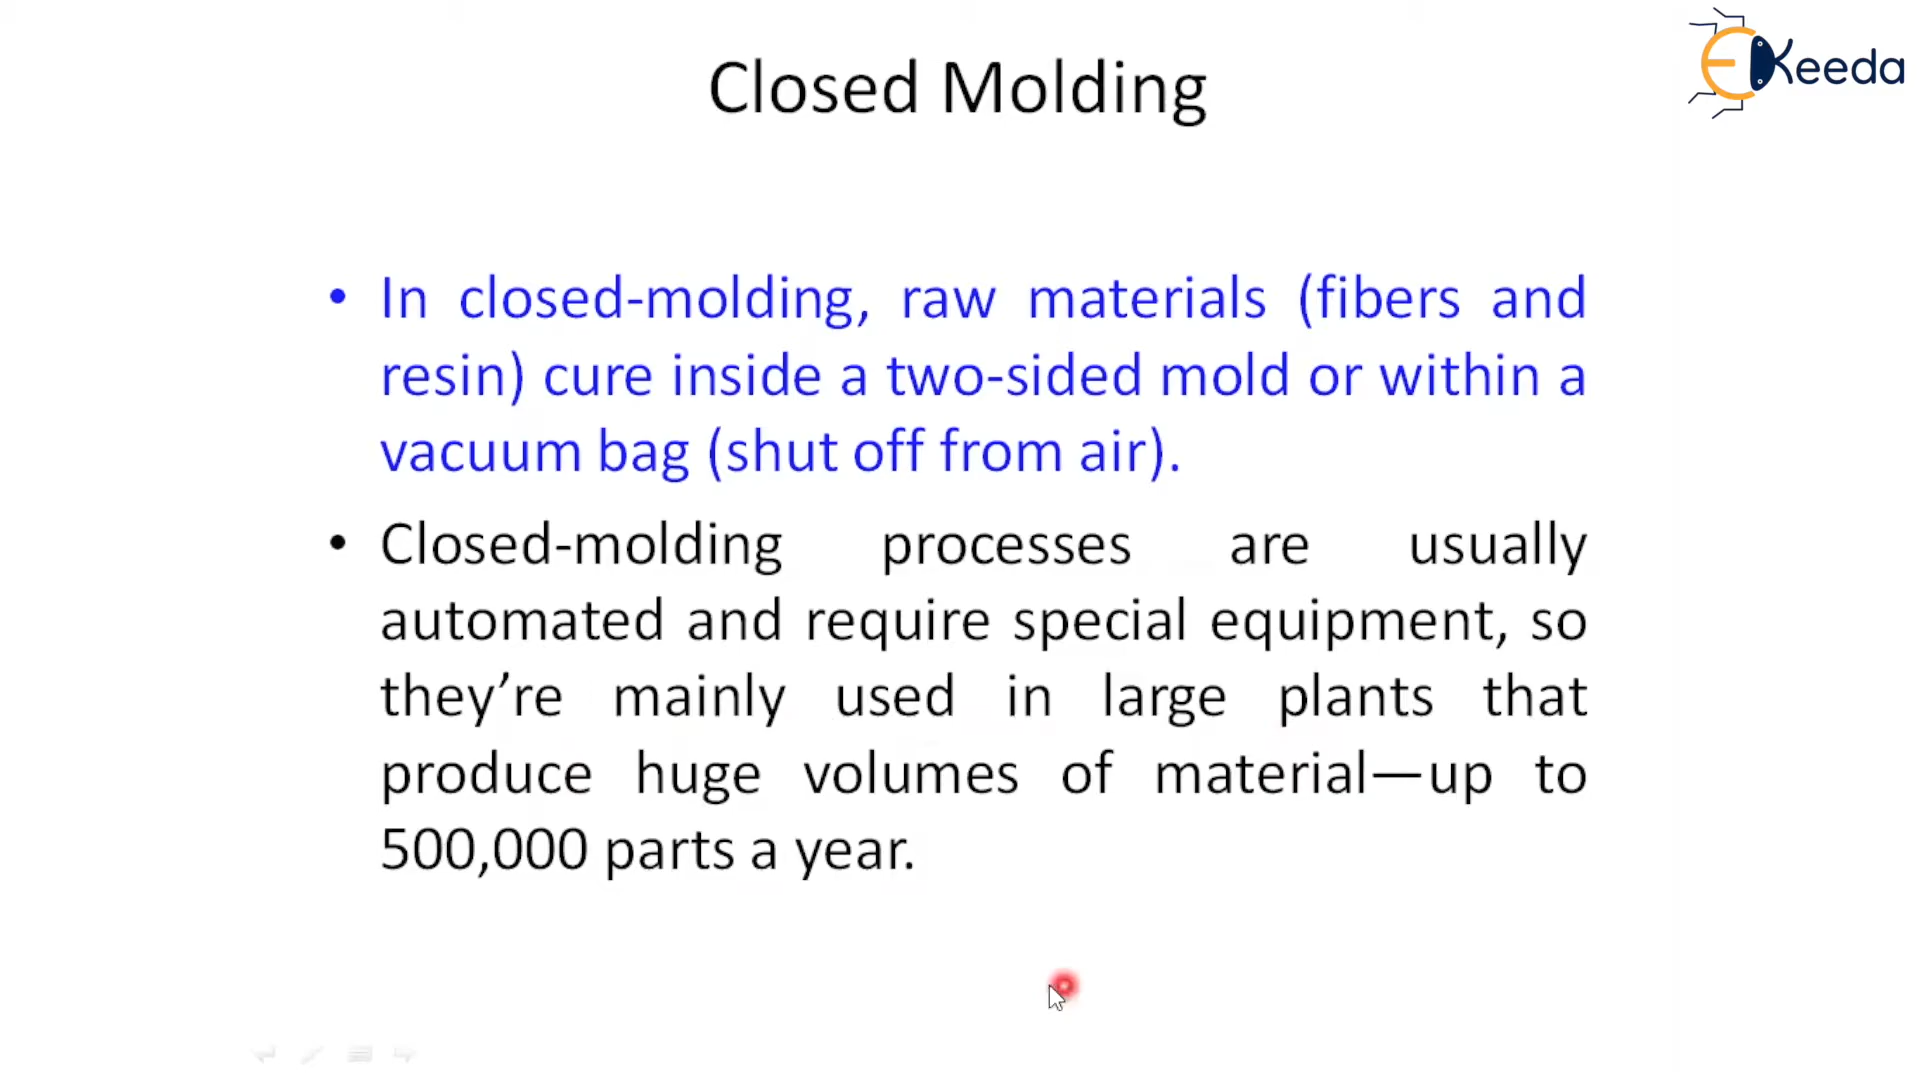 Closed Molding
EKeeda
• In closed-molding, raw materials (fibers and
resin) cure inside a two-sided mold or within a
vacuum bag (shut off from air).
• Closed-molding processes are usually
automated and require special equipment, so
they’re mainly used in large plants that
produce huge volumes of material—up to
500,000 parts a year.